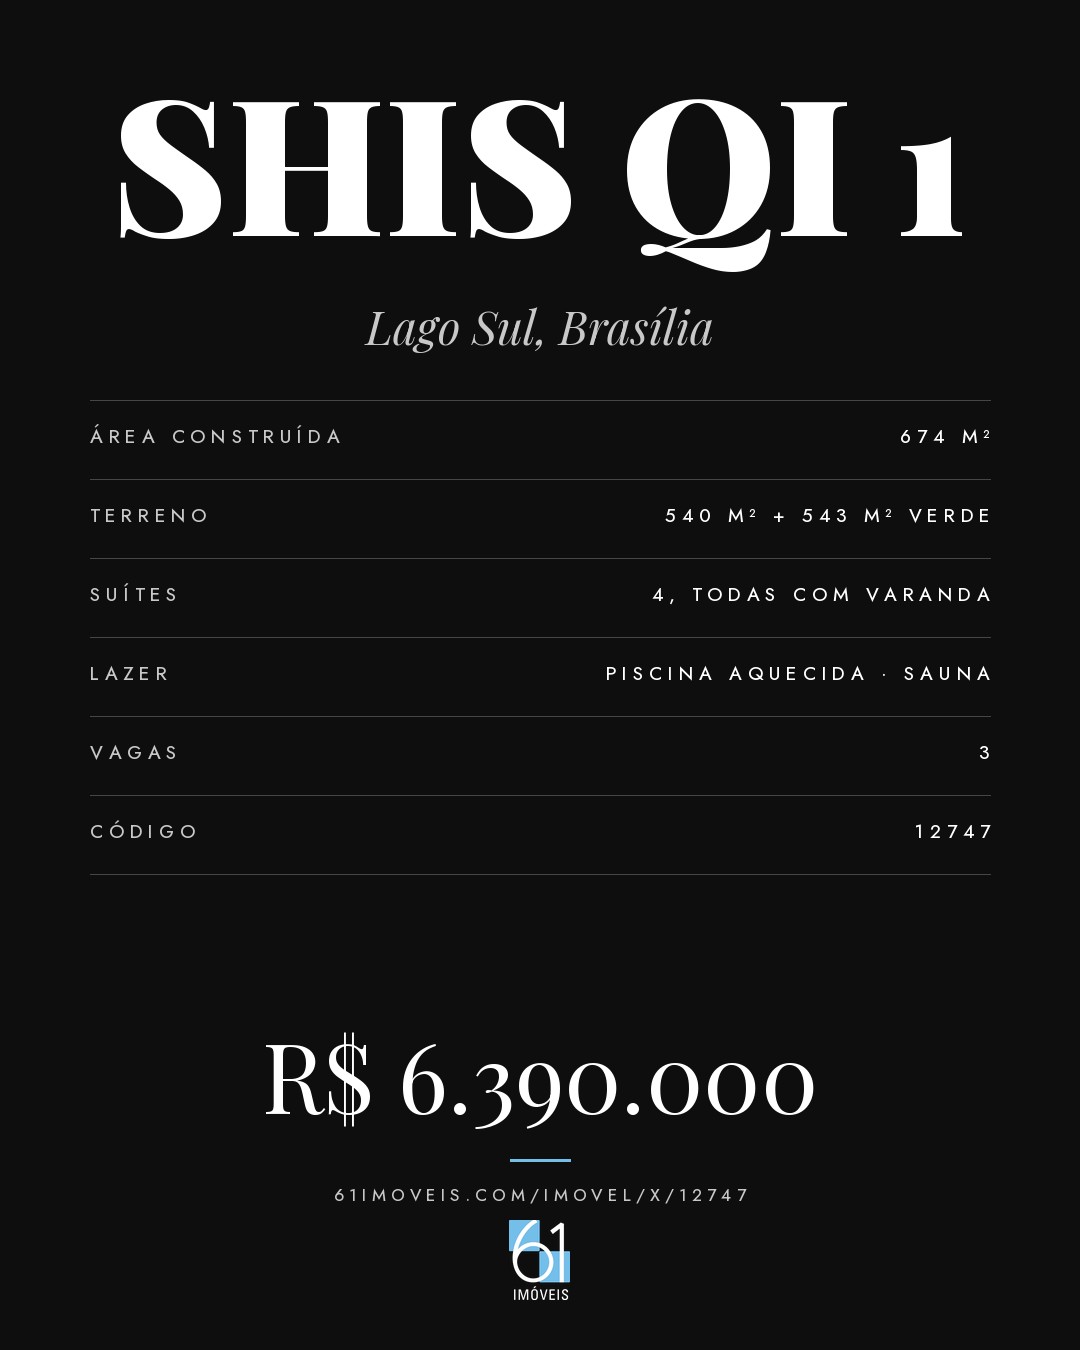 SHIS QI 1
Lago Sul, Brasília
ÁREA CONSTRUÍDA 674 M²
TERRENO 540 M² + 543 M² VERDE
SUÍTES 4, TODAS COM VARANDA
LAZER PISCINA AQUECIDA · SAUNA
VAGAS 3
CÓDIGO 12747
R$ 6.390.000
61IMOVEIS.COM/IMOVEL/X/12747
61
IMÓVEIS